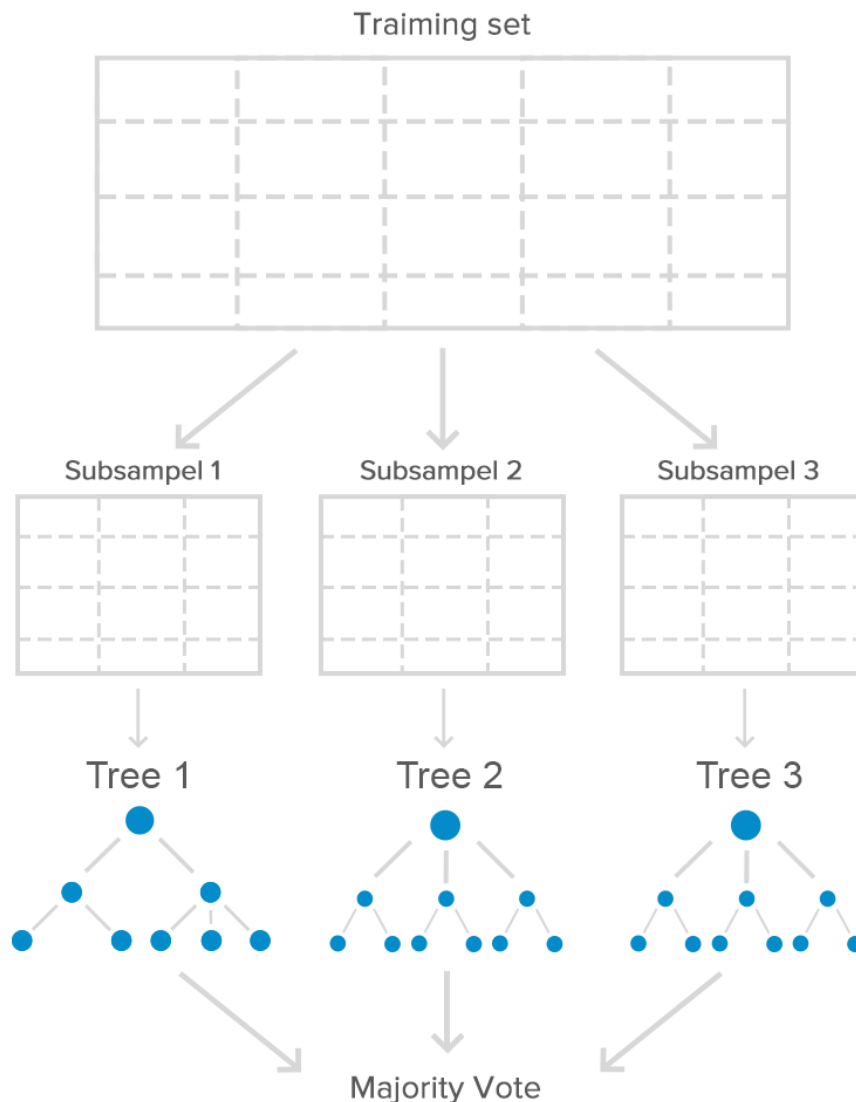 Traiming set
Subsampel 1
Subsampel 2
Subsampel 3
Tree 1
Tree 2
Tree 3
Majority Vote